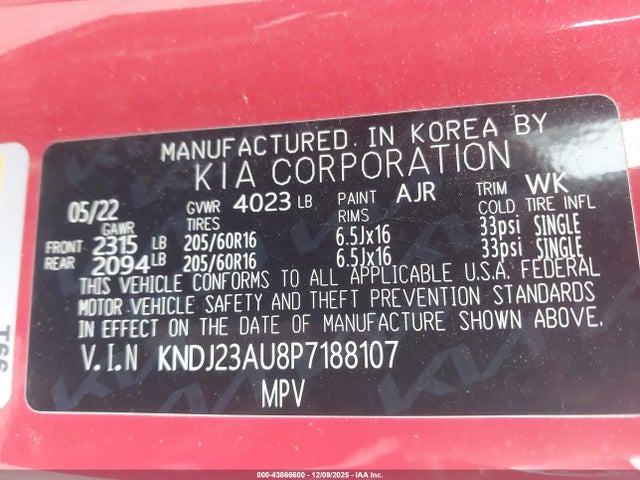 MANUFACTURED IN KOREA BY
KIA CORPORATION
05/22 GVWR 4023 LB PAINT AJR TRIM WK
GAWR TIRES RIMS COLD TIRE INFL
FRONT 2315 LB 205/60R16 6.5Jx16 33psi SINGLE
REAR 2094 LB 205/60R16 6.5Jx16 33psi SINGLE
THIS VEHICLE CONFORMS TO ALL APPLICABLE U.S.A. FEDERAL
MOTOR VEHICLE SAFETY AND THEFT PREVENTION STANDARDS
IN EFFECT ON THE DATE OF MANUFACTURE SHOWN ABOVE.
V.I.N KNDJ23AU8P7188107
MPV
000-43866600 - 12/09/2025 - IAAI.com